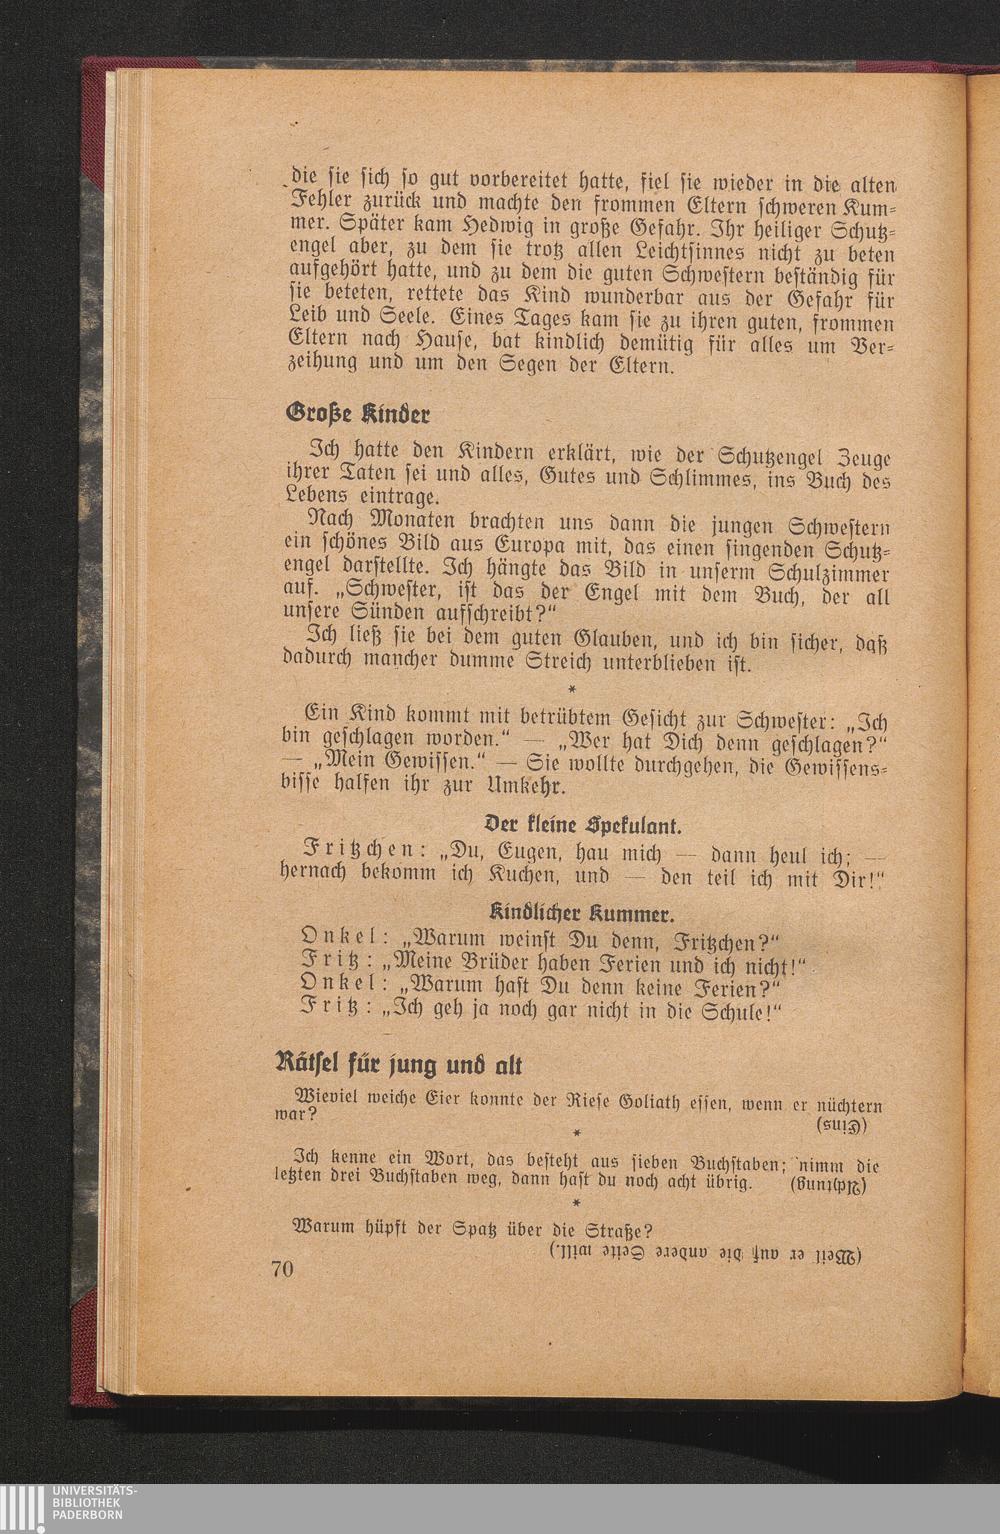 die sie sich so gut vorbereitet hatte, fiel sie wieder in die alten
Fehler zurück und machte den frommen Eltern schweren Kum-
mer. Später kam Hedwig in große Gefahr. Ihr heiliger Schutz-
engel aber, zu dem sie trotz allen Leichtsinnes nicht zu beten
aufgehört hatte, und zu dem die guten Schwestern beständig für
sie beteten, rettete das Kind wunderbar aus der Gefahr für
Leib und Seele. Eines Tages kam sie zu ihren guten, frommen
Eltern nach Hause, bat kindlich demütig für alles um Ver-
zeihung und um den Segen der Eltern.
Große Kinder
Ich hatte den Kindern erklärt, wie der Schutzengel Zeuge
ihrer Taten sei und alles, Gutes und Schlimmes, ins Buch des
Lebens eintrage.
Nach Monaten brachten uns dann die jungen Schwestern
ein schönes Bild aus Europa mit, das einen singenden Schutz-
engel darstellte. Ich hängte das Bild in unserm Schulzimmer
auf. „Schwester, ist das der Engel mit dem Buch, der all
unsere Sünden aufschreibt?“
Ich ließ sie bei dem guten Glauben, und ich bin sicher, daß
dadurch mancher dumme Streich unterblieben ist.
*
Ein Kind kommt mit betrübtem Gesicht zur Schwester: „Ich
bin geschlagen worden.“ — „Wer hat Dich denn geschlagen?“
— „Mein Gewissen.“ — Sie wollte durchgehen, die Gewissens-
bisse halfen ihr zur Umkehr.
Der kleine Spekulant.
Fritzchen: „Du, Eugen, hau mich — dann heul ich; —
hernach bekomm ich Kuchen, und — den teil ich mit Dir!“
Kindlicher Kummer.
Onkel: „Warum weinst Du denn, Fritzchen?“
Fritz: „Meine Brüder haben Ferien und ich nicht!“
Onkel: „Warum hast Du denn keine Ferien?“
Fritz: „Ich geh ja noch gar nicht in die Schule!“
Rätsel für jung und alt
Wieviel weiche Eier konnte der Riese Goliath essen, wenn er nüchtern
war? (Eins)
*
Ich kenne ein Wort, das besteht aus sieben Buchstaben; nimm die
letzten drei Buchstaben weg, dann hast du noch acht übrig. (Achtung)
*
Warum hüpft der Spatz über die Straße?
(Weil er auf die andere Seite will.)
70
UNIVERSITÄTS-
BIBLIOTHEK
PADERBORN